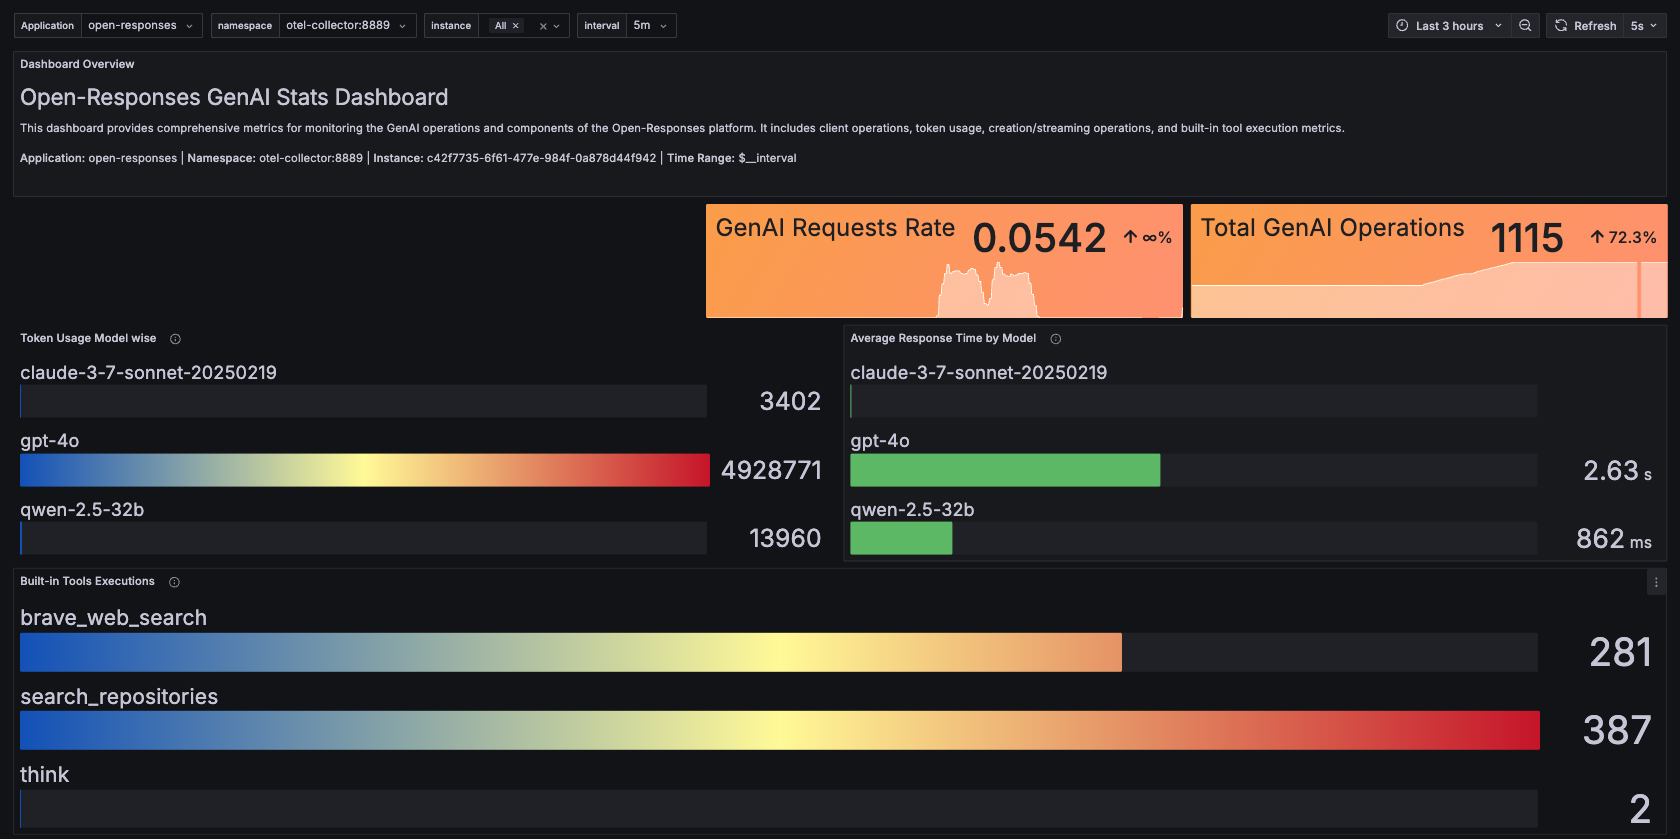 Application open-responses namespace otel-collector:8889 instance All interval 5m Last 3 hours Refresh 5s
Dashboard Overview
Open-Responses GenAI Stats Dashboard
This dashboard provides comprehensive metrics for monitoring the GenAI operations and components of the Open-Responses platform. It includes client operations, token usage, creation/streaming operations, and built-in tool execution metrics.
Application: open-responses | Namespace: otel-collector:8889 | Instance: c42f7735-6f61-477e-984f-0a878d44f942 | Time Range: $__interval
GenAI Requests Rate 0.0542 ↑ ∞%
Total GenAI Operations 1115 ↑ 72.3%
Token Usage Model wise
claude-3-7-sonnet-20250219
3402
gpt-4o
4928771
qwen-2.5-32b
13960
Average Response Time by Model
claude-3-7-sonnet-20250219
gpt-4o
2.63 s
qwen-2.5-32b
862 ms
Built-in Tools Executions
brave_web_search
281
search_repositories
387
think
2